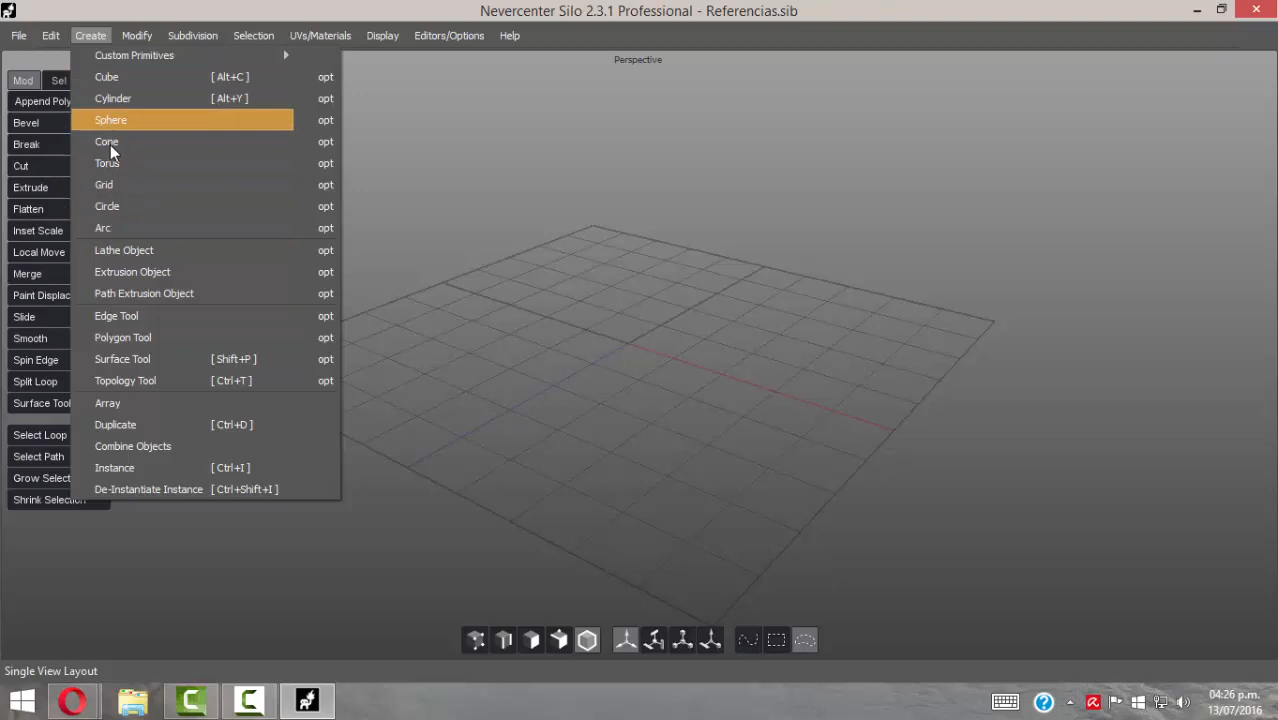 Nevercenter Silo 2.3.1 Professional - Referencias.sib
File Edit Create Modify Subdivision Selection UVs/Materials Display Editors/Options Help
Perspective
Mod Sel
Append Poly
Bevel
Break
Cut
Extrude
Flatten
Inset Scale
Local Move
Merge
Paint Displac
Slide
Smooth
Spin Edge
Split Loop
Surface Tool
Select Loop
Select Path
Grow Select
Shrink Selection
Custom Primitives
Cube [ Alt+C ] opt
Cylinder [ Alt+Y ] opt
Sphere opt
Cone opt
Torus opt
Grid opt
Circle opt
Arc opt
Lathe Object opt
Extrusion Object opt
Path Extrusion Object opt
Edge Tool opt
Polygon Tool opt
Surface Tool [ Shift+P ] opt
Topology Tool [ Ctrl+T ] opt
Array
Duplicate [ Ctrl+D ]
Combine Objects
Instance [ Ctrl+I ]
De-Instantiate Instance [ Ctrl+Shift+I ]
Single View Layout
04:26 p.m.
13/07/2016